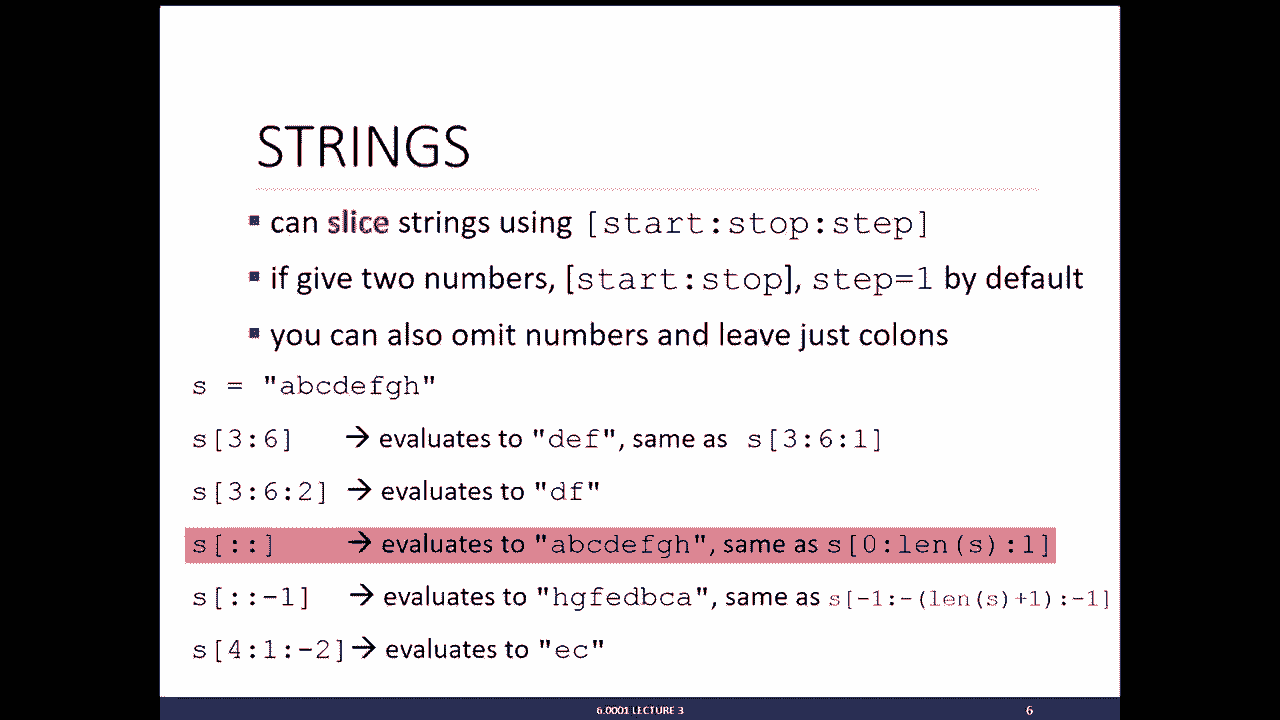 STRINGS
▪ can slice strings using [start:stop:step]
▪ if give two numbers, [start:stop], step=1 by default
▪ you can also omit numbers and leave just colons
s = "abcdefgh"
s[3:6] → evaluates to "def", same as s[3:6:1]
s[3:6:2] → evaluates to "df"
s[::] → evaluates to "abcdefgh", same as s[0:len(s):1]
s[::-1] → evaluates to "hgfedbca", same as s[-1:-(len(s)+1):-1]
s[4:1:-2] → evaluates to "ec"
6.0001 LECTURE 3
6